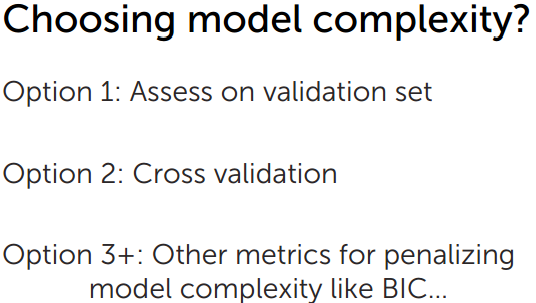 Choosing model complexity?
Option 1: Assess on validation set
Option 2: Cross validation
Option 3+: Other metrics for penalizing
model complexity like BIC...